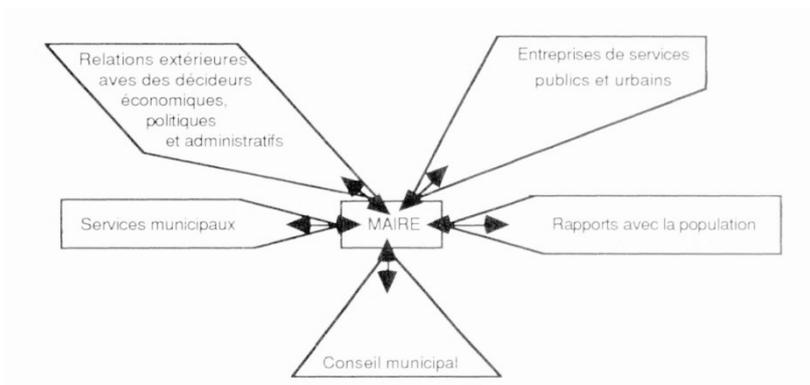 Relations extérieures
aves des décideurs
économiques,
politiques
et administratifs
Entreprises de services
publics et urbains
Services municipaux
MAIRE
Rapports avec la population
Conseil municipal